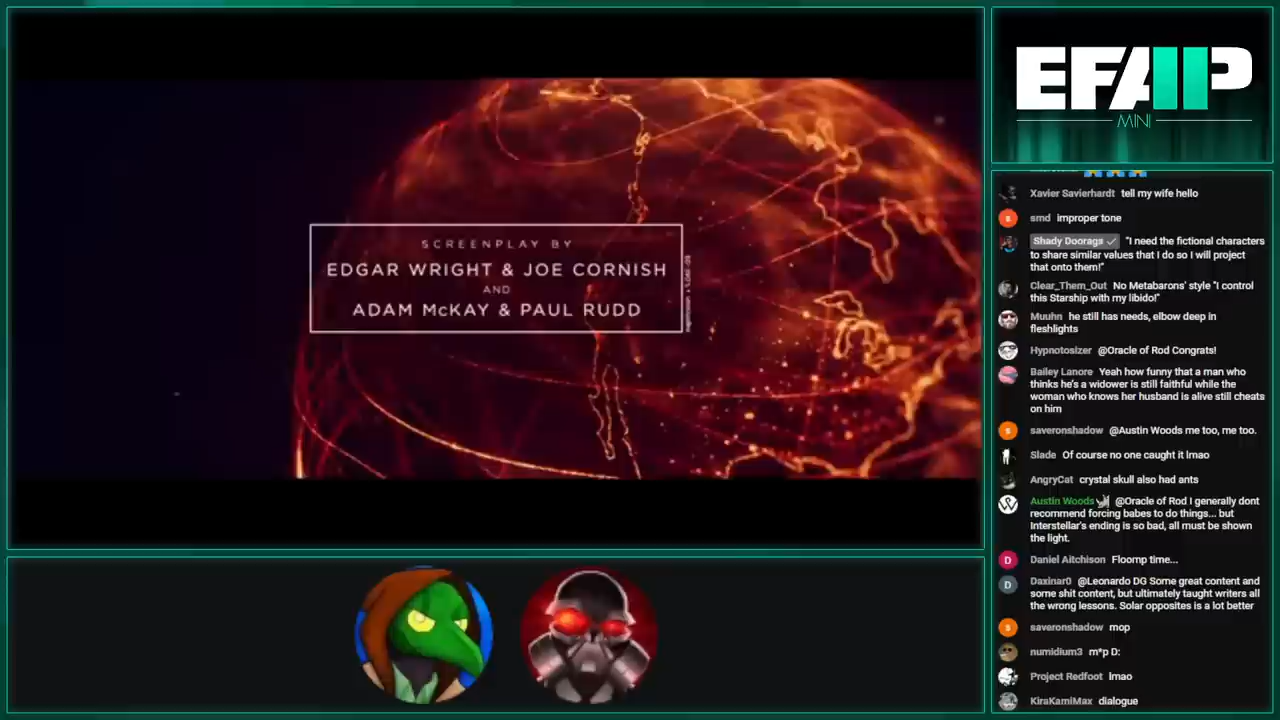 SCREENPLAY BY
EDGAR WRIGHT & JOE CORNISH
AND
ADAM McKAY & PAUL RUDD
EFAP
MINI
Xavier Savierhardt tell my wife hello
smd improper tone
Shady Doorags ✓ "I need the fictional characters
to share similar values that I do so I will project
that onto them!"
Clear_Them_Out No Metabarons' style "I control
this Starship with my libido!"
Muuhn he still has needs, elbow deep in
fleshlights
Hypnotosizer @Oracle of Rod Congrats!
Bailey Lanore Yeah how funny that a man who
thinks he's a widower is still faithful while the
woman who knows her husband is alive still cheats
on him
saveronshadow @Austin Woods me too, me too.
Slade Of course no one caught it lmao
AngryCat crystal skull also had ants
Austin Woods @Oracle of Rod I generally dont
recommend forcing babes to do things... but
Interstellar's ending is so bad, all must be shown
the light.
D
Daniel Aitchison Floomp time...
D
Daxinar0 @Leonardo DG Some great content and
some shit content, but ultimately taught writers all
the wrong lessons. Solar opposites is a lot better
saveronshadow mop
numidium3 m*p D:
Project Redfoot lmao
KiraKamiMax dialogue